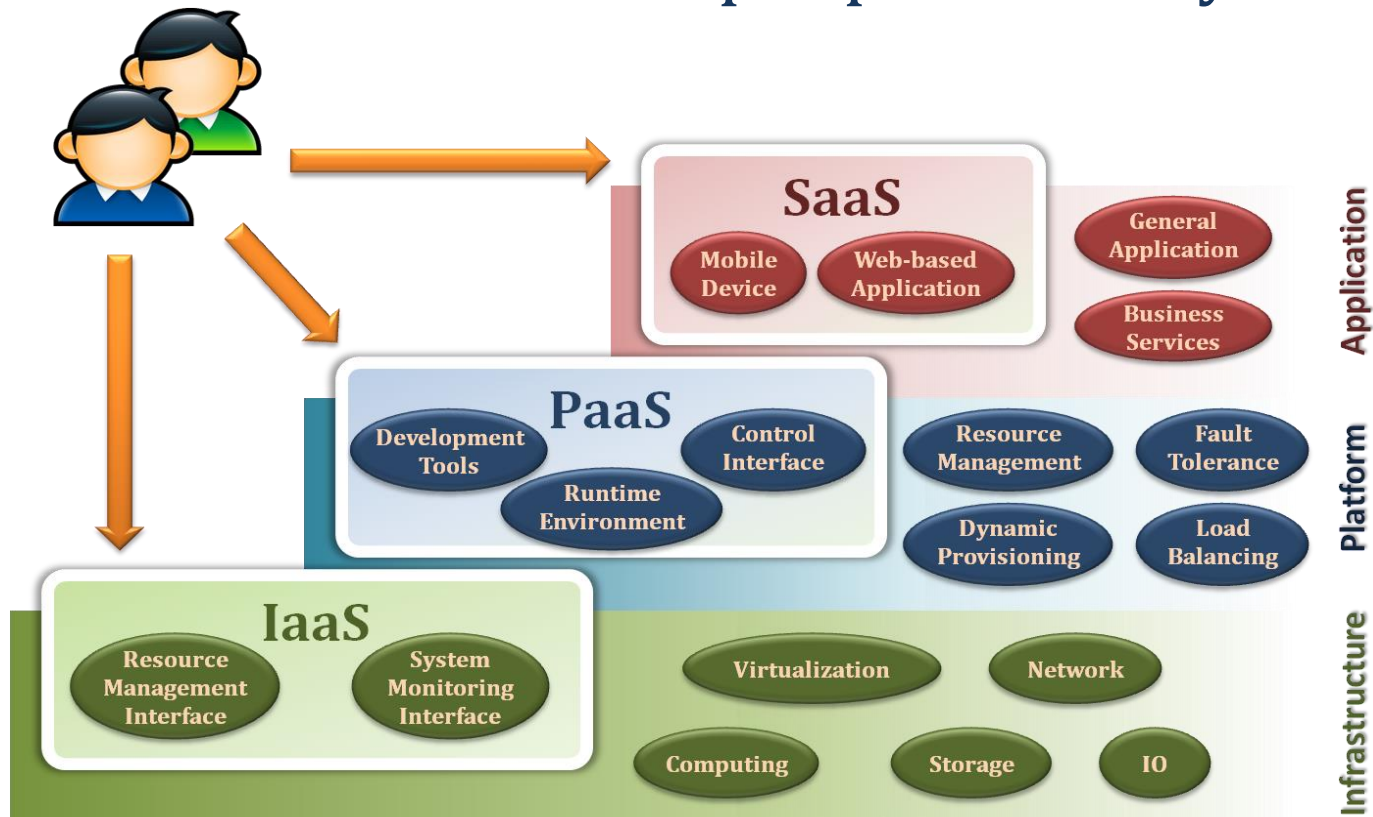 SaaS
Mobile
Device
Web-based
Application
General
Application
Business
Services
Application
PaaS
Development
Tools
Runtime
Environment
Control
Interface
Resource
Management
Fault
Tolerance
Dynamic
Provisioning
Load
Balancing
Platform
IaaS
Resource
Management
Interface
System
Monitoring
Interface
Virtualization
Network
Computing
Storage
IO
Infrastructure